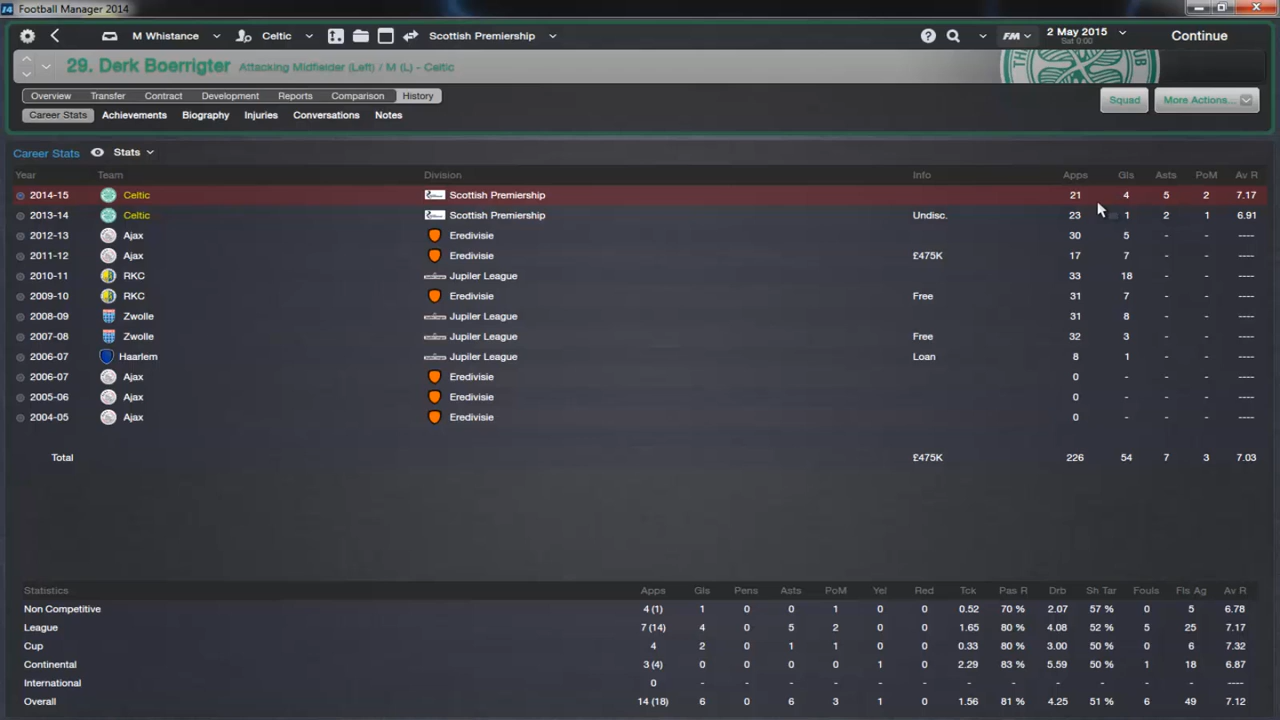 Football Manager 2014
M Whistance Celtic Scottish Premiership FM 2 May 2015 Sat 0:00 Continue
29. Derk Boerrigter Attacking Midfielder (Left) / M (L) - Celtic
Overview Transfer Contract Development Reports Comparison History Squad More Actions...
Career Stats Achievements Biography Injuries Conversations Notes
Career Stats Stats
Year Team Division Info Apps Gls Asts PoM Av R
2014-15 Celtic Scottish Premiership 21 4 5 2 7.17
2013-14 Celtic Scottish Premiership Undisc. 23 1 2 1 6.91
2012-13 Ajax Eredivisie 30 5 - - ----
2011-12 Ajax Eredivisie £475K 17 7 - - ----
2010-11 RKC Jupiler League 33 18 - - ----
2009-10 RKC Eredivisie Free 31 7 - - ----
2008-09 Zwolle Jupiler League 31 8 - - ----
2007-08 Zwolle Jupiler League Free 32 3 - - ----
2006-07 Haarlem Jupiler League Loan 8 1 - - ----
2006-07 Ajax Eredivisie 0 - - - ----
2005-06 Ajax Eredivisie 0 - - - ----
2004-05 Ajax Eredivisie 0 - - - ----
Total £475K 226 54 7 3 7.03
Statistics Apps Gls Pens Asts PoM Yel Red Tck Pas R Drb Sh Tar Fouls Fls Ag Av R
Non Competitive 4 (1) 1 0 0 1 0 0 0.52 70 % 2.07 57 % 0 5 6.78
League 7 (14) 4 0 5 2 0 0 1.65 80 % 4.08 52 % 5 25 7.17
Cup 4 2 0 1 1 0 0 0.33 80 % 3.00 50 % 0 6 7.32
Continental 3 (4) 0 0 0 0 1 0 2.29 83 % 5.59 50 % 1 18 6.87
International 0 - - - - - - - - - - - - ----
Overall 14 (18) 6 0 6 3 1 0 1.56 81 % 4.25 51 % 6 49 7.12